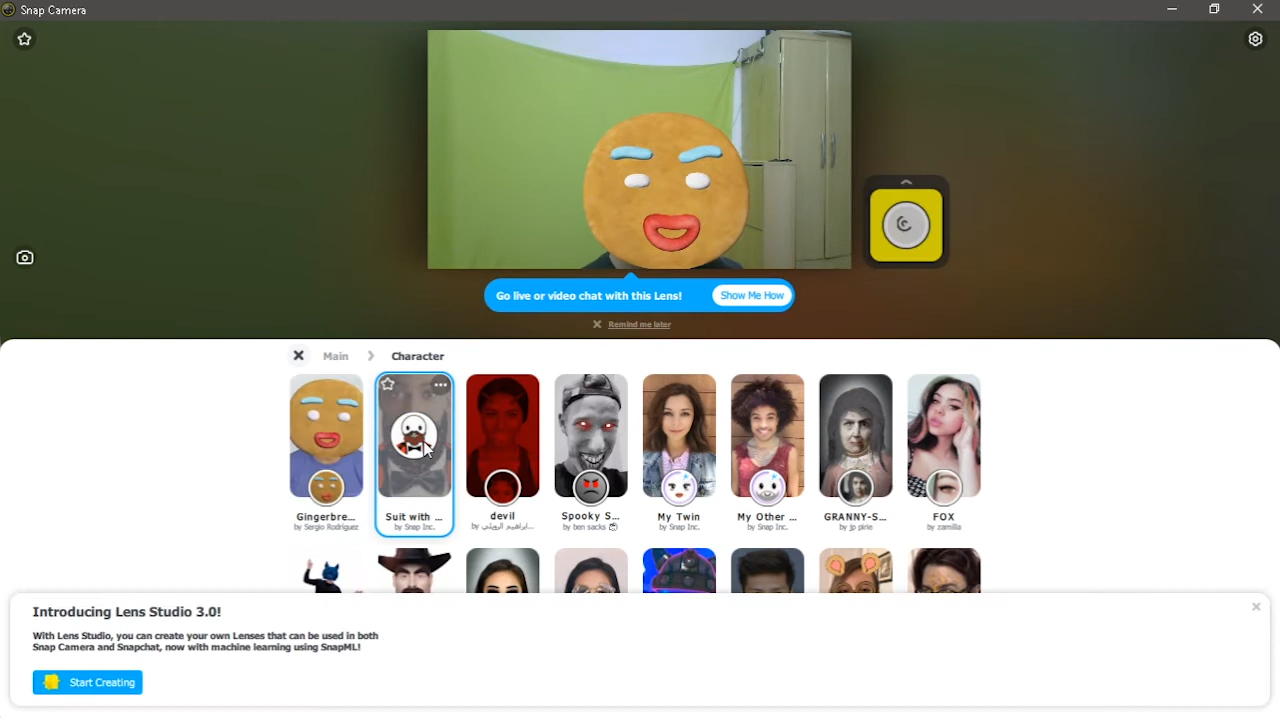 Snap Camera
Go live or video chat with this Lens!
Show Me How
Remind me later
Main
Character
Gingerbre...
by Sergio Rodriguez
Suit with ...
by Snap Inc.
devil
Spooky S...
by ben sacks
My Twin
by Snap Inc.
My Other ...
by Snap Inc.
GRANNY-S...
by jp pirie
FOX
by zamilla
Introducing Lens Studio 3.0!
With Lens Studio, you can create your own Lenses that can be used in both
Snap Camera and Snapchat, now with machine learning using SnapML!
Start Creating